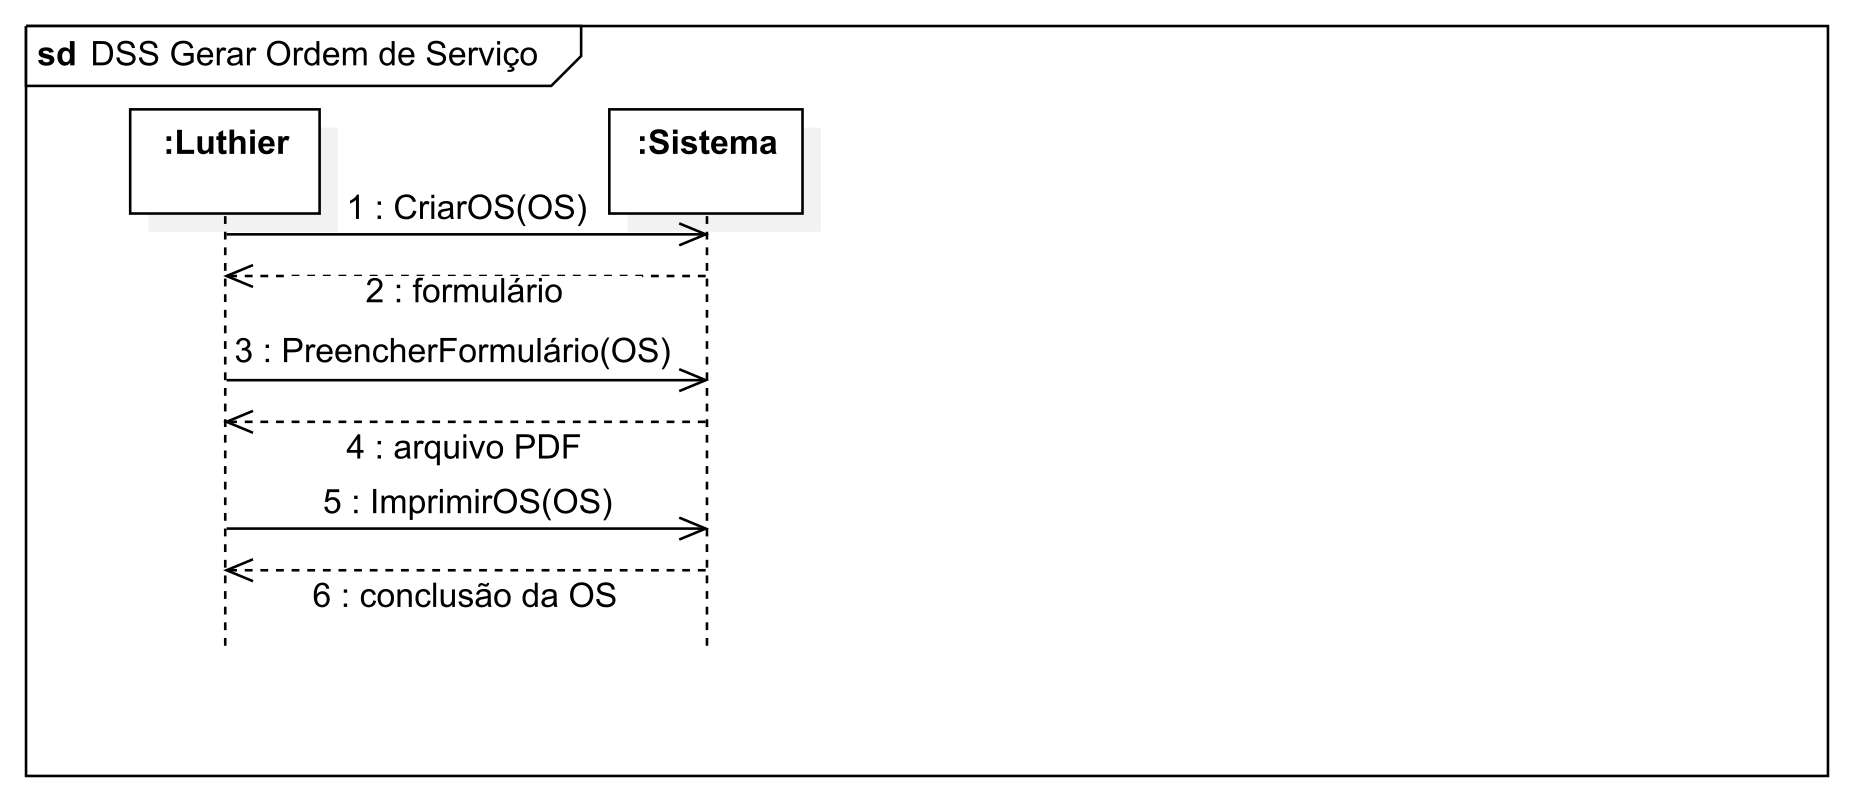 sd DSS Gerar Ordem de Serviço
:Luthier
:Sistema
1 : CriarOS(OS)
2 : formulário
3 : PreencherFormulário(OS)
4 : arquivo PDF
5 : ImprimirOS(OS)
6 : conclusão da OS